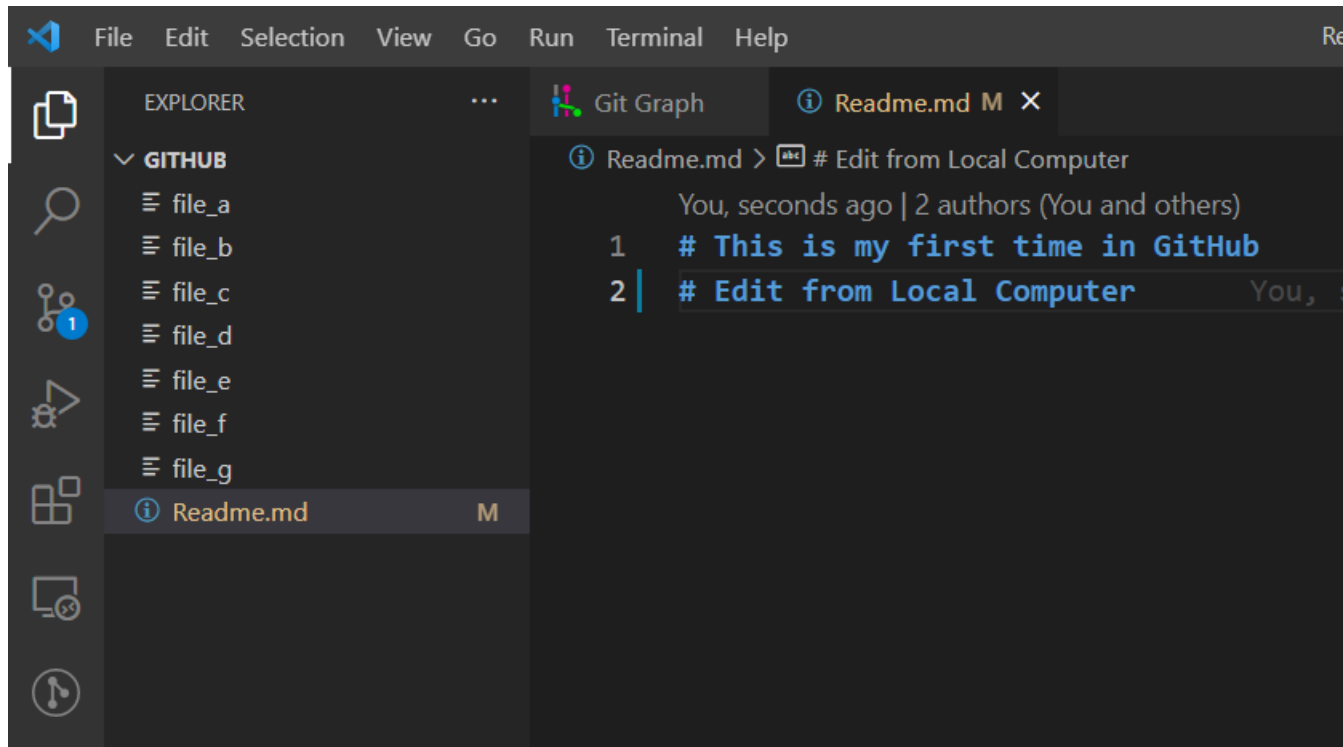 File Edit Selection View Go Run Terminal Help Re
EXPLORER ...
Git Graph Readme.md M
GITHUB
Readme.md > # Edit from Local Computer
file_a
You, seconds ago | 2 authors (You and others)
file_b
1 # This is my first time in GitHub
file_c
2 # Edit from Local Computer You,
1
file_d
file_e
file_f
file_g
Readme.md M